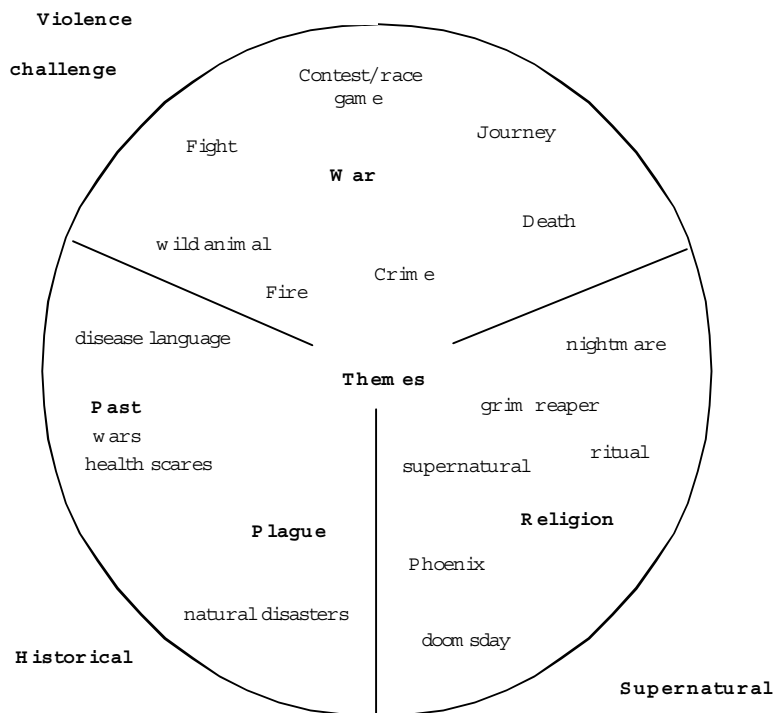 Violence
challenge
Contest/race
game
Journey
Fight
War
Death
wild animal
Crime
Fire
disease language
nightmare
Themes
Past
grim reaper
wars
ritual
health scares
supernatural
Religion
Plague
Phoenix
natural disasters
doomsday
Historical
Supernatural